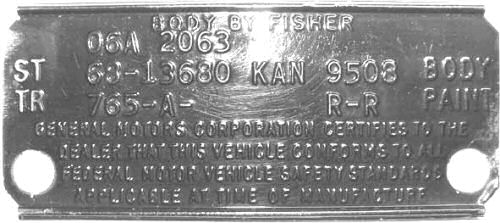 BODY BY FISHER
06A 2063
ST 68-13680 KAN 9508 BODY
TR 765-A- R-R PAINT
GENERAL MOTORS CORPORATION CERTIFIES TO THE
DEALER THAT THIS VEHICLE CONFORMS TO ALL
FEDERAL MOTOR VEHICLE SAFETY STANDARDS
APPLICABLE AT TIME OF MANUFACTURE